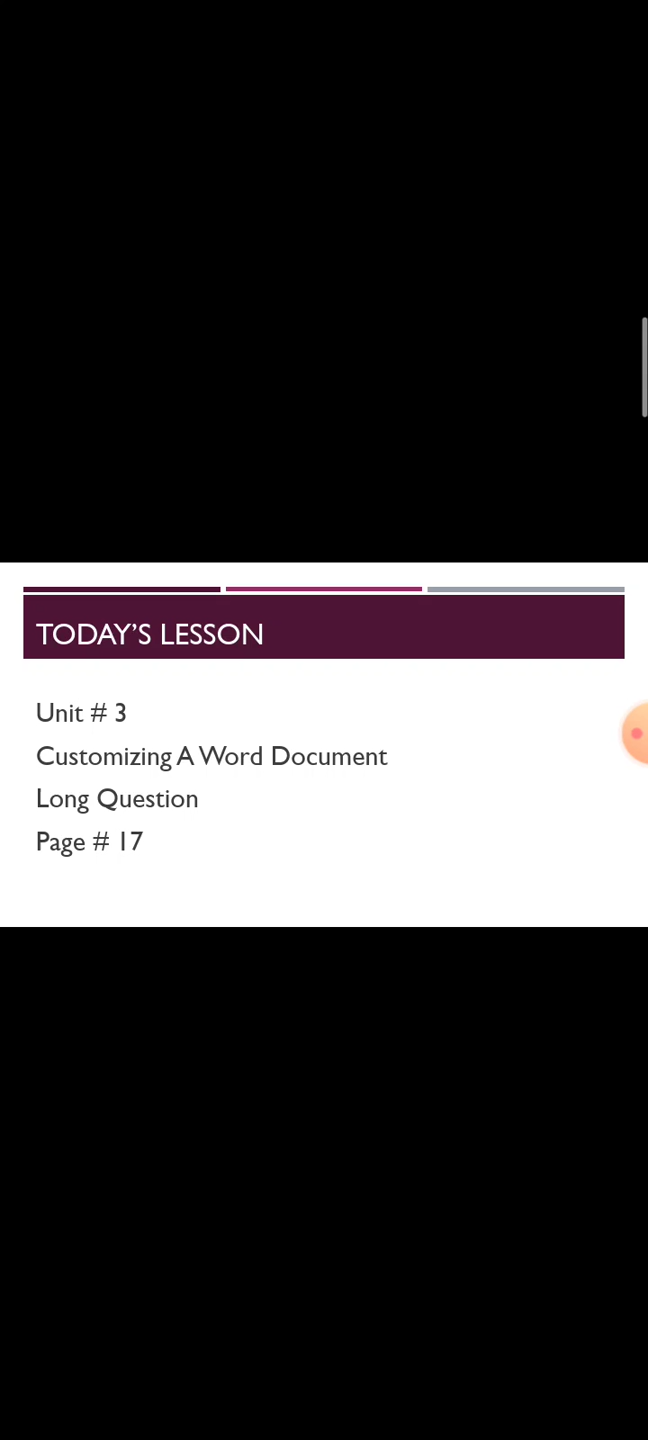 TODAY'S LESSON
Unit # 3
Customizing A Word Document
Long Question
Page # 17